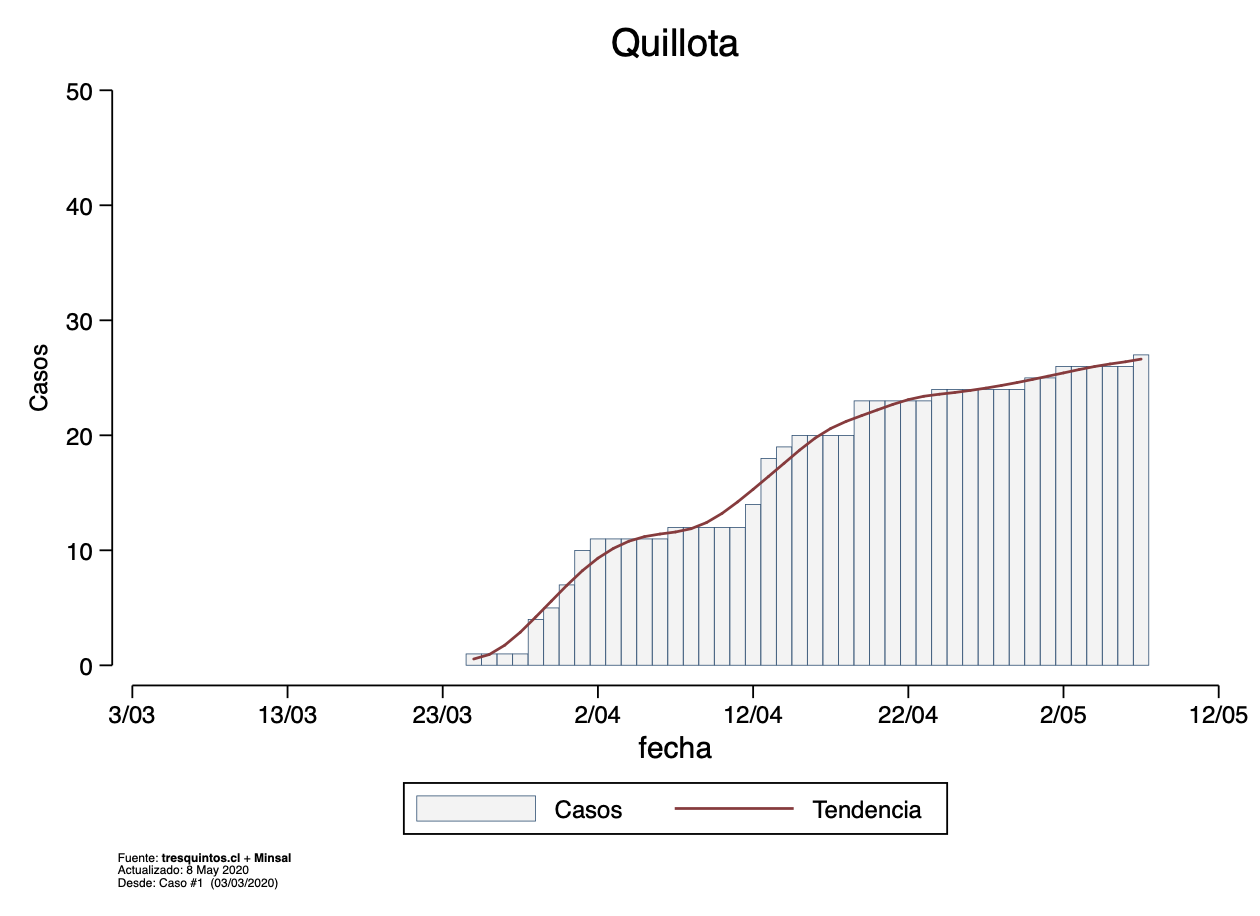 Quillota
50
40
30
20
10
0
Casos
3/03 13/03 23/03 2/04 12/04 22/04 2/05 12/05
fecha
Casos Tendencia
Fuente: tresquintos.cl + Minsal
Actualizado: 8 May 2020
Desde: Caso #1 (03/03/2020)